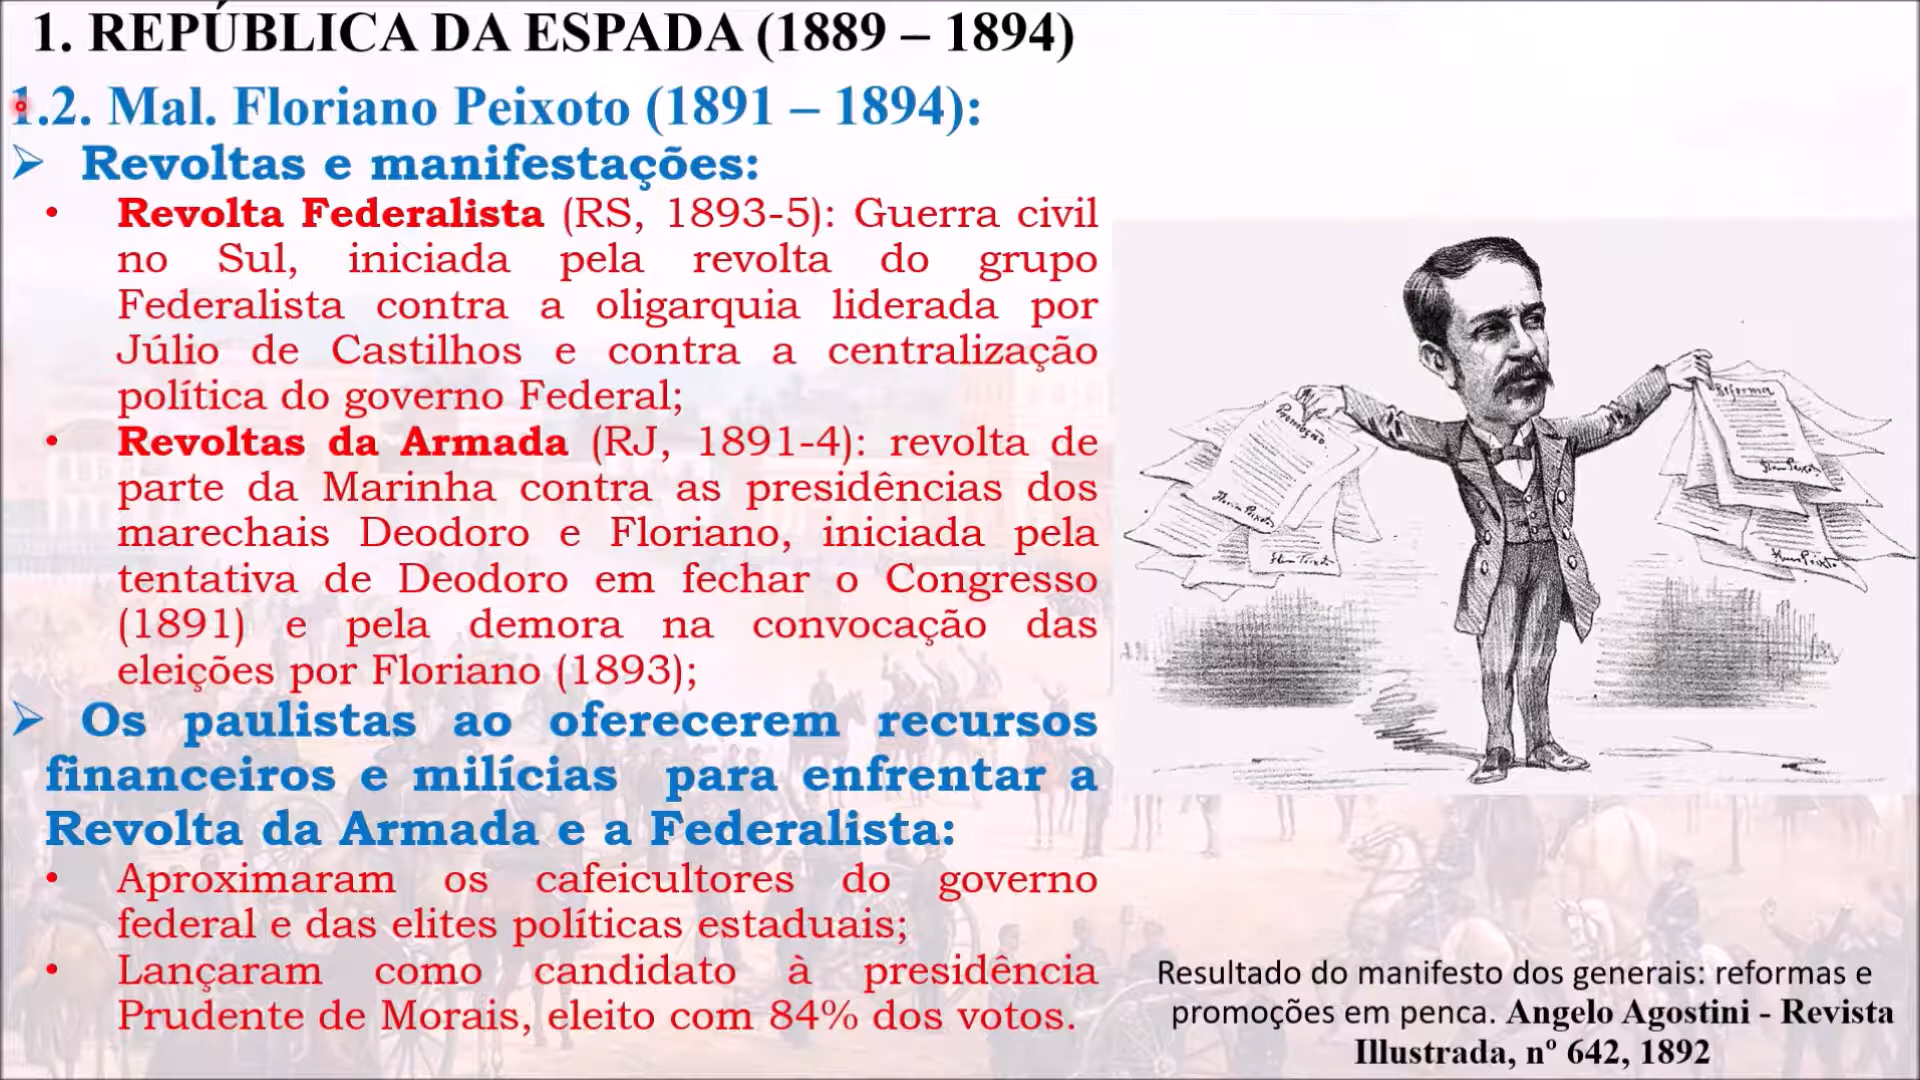 1. REPÚBLICA DA ESPADA (1889 – 1894)
1.2. Mal. Floriano Peixoto (1891 – 1894):
➢ Revoltas e manifestações:
• Revolta Federalista (RS, 1893-5): Guerra civil
no Sul, iniciada pela revolta do grupo
Federalista contra a oligarquia liderada por
Júlio de Castilhos e contra a centralização
política do governo Federal;
• Revoltas da Armada (RJ, 1891-4): revolta de
parte da Marinha contra as presidências dos
marechais Deodoro e Floriano, iniciada pela
tentativa de Deodoro em fechar o Congresso
(1891) e pela demora na convocação das
eleições por Floriano (1893);
➢ Os paulistas ao oferecerem recursos
financeiros e milícias para enfrentar a
Revolta da Armada e a Federalista:
• Aproximaram os cafeicultores do governo
federal e das elites políticas estaduais;
• Lançaram como candidato à presidência
Prudente de Morais, eleito com 84% dos votos.
Promoção
Floriano Peixoto
Reforma
Resultado do manifesto dos generais: reformas e
promoções em penca. Angelo Agostini - Revista
Illustrada, nº 642, 1892